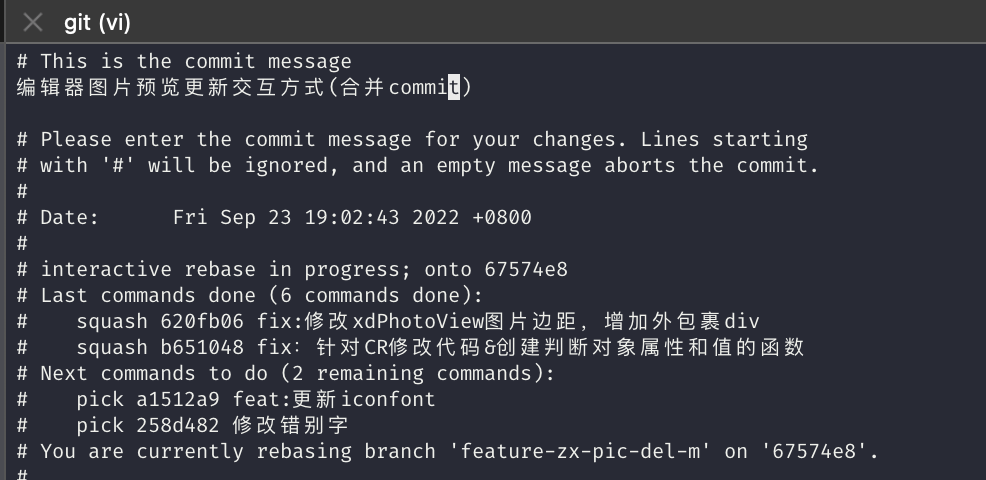 git (vi)
# This is the commit message
编辑器图片预览更新交互方式(合并commit)
# Please enter the commit message for your changes. Lines starting
# with '#' will be ignored, and an empty message aborts the commit.
#
# Date:      Fri Sep 23 19:02:43 2022 +0800
#
# interactive rebase in progress; onto 67574e8
# Last commands done (6 commands done):
#    squash 620fb06 fix:修改xdPhotoView图片边距，增加外包裹div
#    squash b651048 fix: 针对CR修改代码&创建判断对象属性和值的函数
# Next commands to do (2 remaining commands):
#    pick a1512a9 feat:更新iconfont
#    pick 258d482 修改错别字
# You are currently rebasing branch 'feature-zx-pic-del-m' on '67574e8'.
#